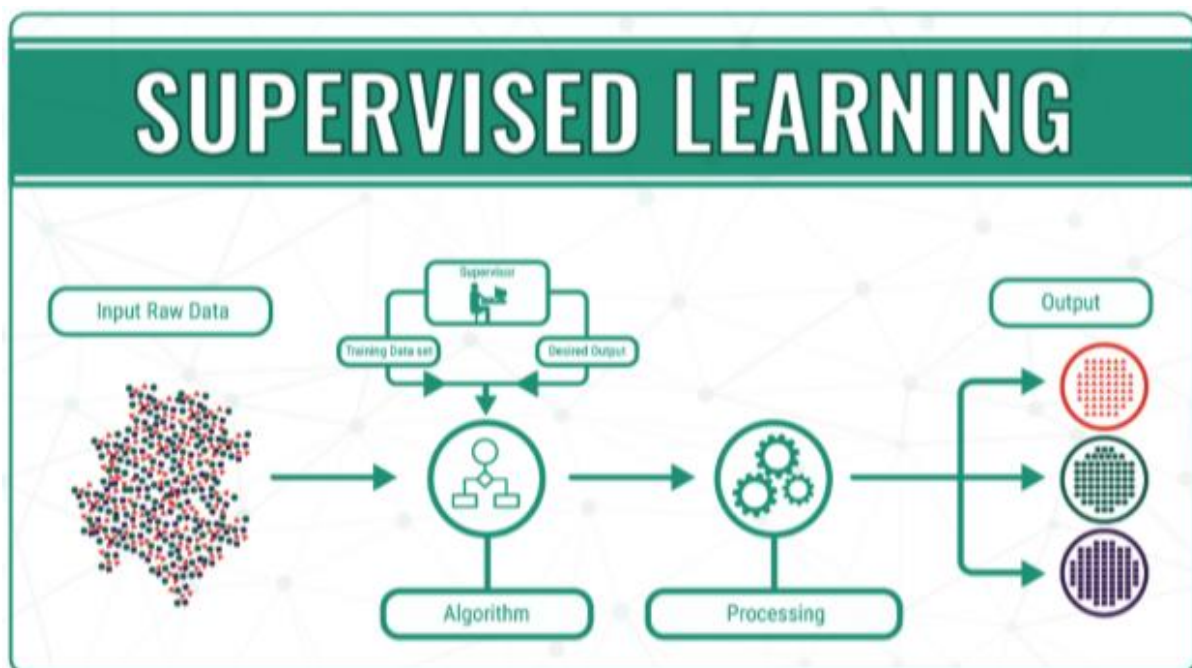 SUPERVISED LEARNING
Supervisor
Input Raw Data
Training Data set
Desired Output
Output
Algorithm
Processing